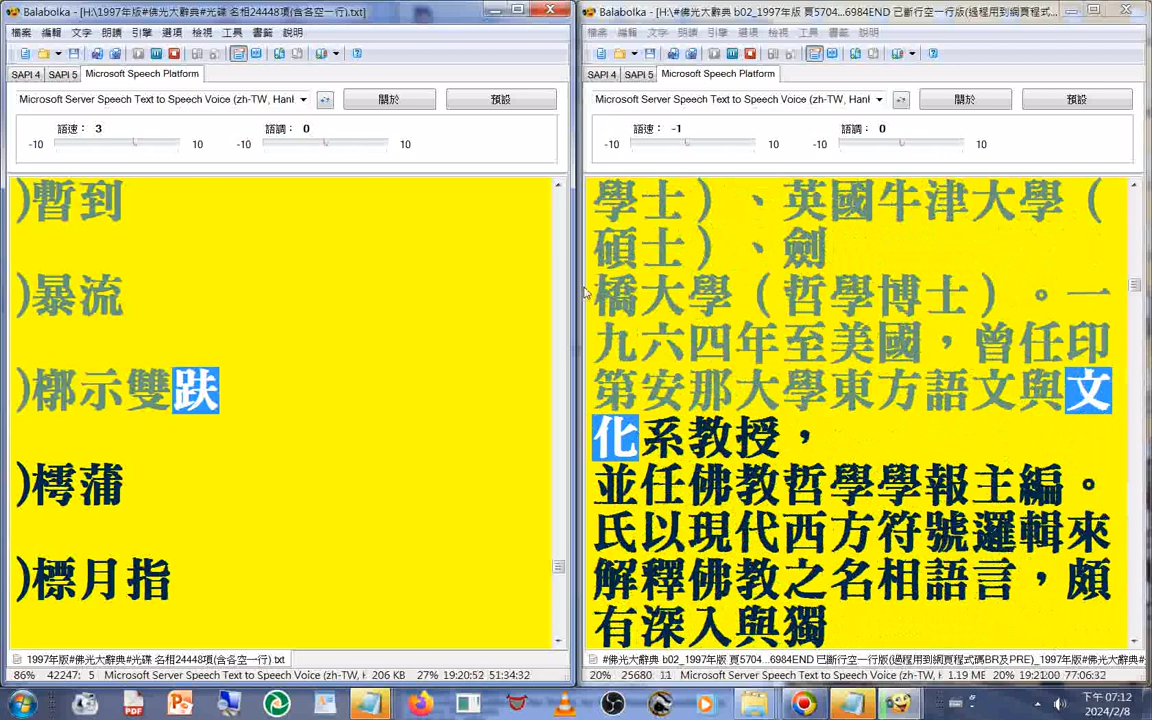 Balabolka - [H:\1997年版#佛光大辭典#光碟 名相24448項(含各空一行).txt]
檔案 編輯 文字 朗讀 引擎 選項 檢視 工具 書籤 說明
SAPI 4 SAPI 5 Microsoft Speech Platform
Microsoft Server Speech Text to Speech Voice (zh-TW, Hanl
關於
預設
語速： 3
語調： 0
-10 10 -10 10
)暫到
)暴流
)槨示雙趺
)樗蒲
)標月指
1997年版#佛光大辭典#光碟 名相24448項(含各空一行).txt
86% 42247: 5 Microsoft Server Speech Text to Speech Voice (zh-TW, H 206 KB 27% 19:20:52 51:34:32
Balabolka - [H:\#佛光大辭典 b02_1997年版 頁5704...6984END 已斷行空一行版(過程用到網頁程式...
檔案 編輯 文字 朗讀 引擎 選項 檢視 工具 書籤 說明
SAPI 4 SAPI 5 Microsoft Speech Platform
Microsoft Server Speech Text to Speech Voice (zh-TW, Hanl
關於
預設
語速： -1
語調： 0
-10 10 -10 10
學士）、英國牛津大學（
碩士）、劍
橋大學（哲學博士）。一
九六四年至美國，曾任印
第安那大學東方語文與文
化系教授，
並任佛教哲學學報主編。
氏以現代西方符號邏輯來
解釋佛教之名相語言，頗
有深入與獨
#佛光大辭典 b02_1997年版 頁5704...6984END 已斷行空一行版(過程用到網頁程式碼BR及PRE)_1997年版#
20% 25680: 11 Microsoft Server Speech Text to Speech Voice (zh-TW, H 1.19 ME 20% 19:21:00 77:06:32
下午 07:12
2024/2/8